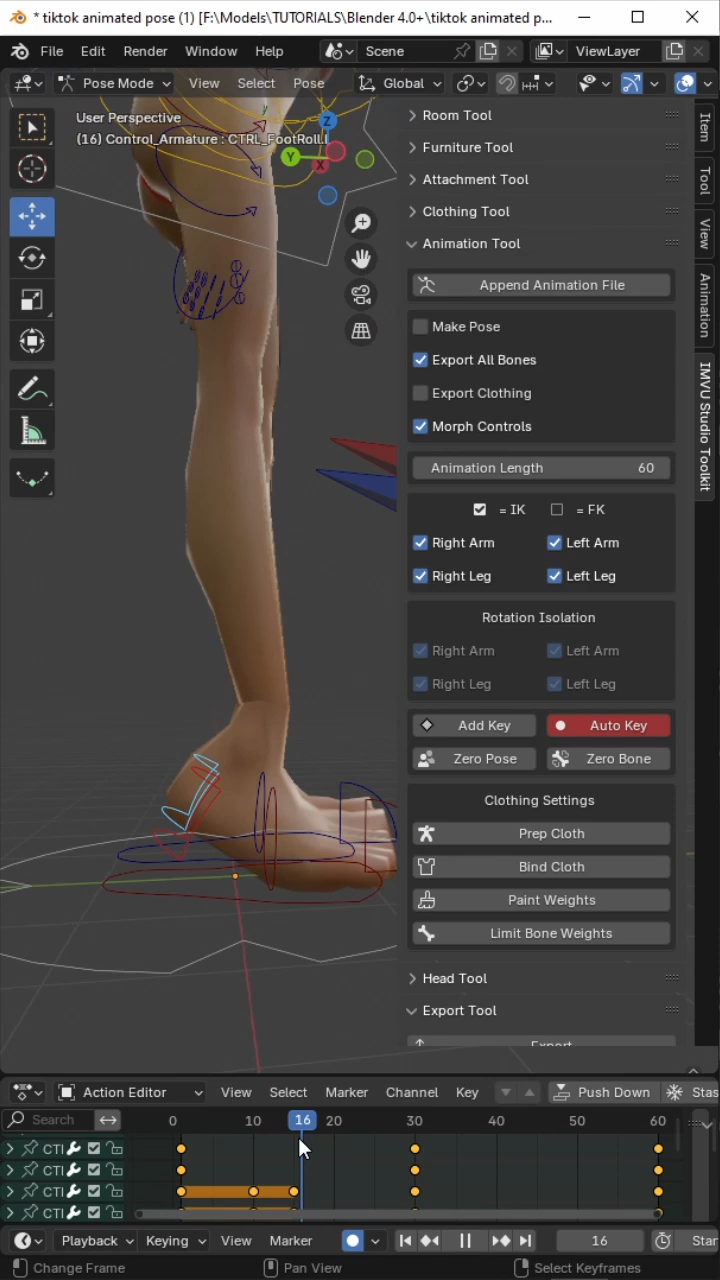 * tiktok animated pose (1) [F:\Models\TUTORIALS\Blender 4.0+\tiktok animated p...
File Edit Render Window Help Scene ViewLayer
Pose Mode View Select Pose Global
User Perspective
(16) Control_Armature : CTRL_FootRoll.l
Z
Y
X
Room Tool
Furniture Tool
Attachment Tool
Clothing Tool
Animation Tool
Append Animation File
Make Pose
Export All Bones
Export Clothing
Morph Controls
Animation Length 60
= IK = FK
Right Arm Left Arm
Right Leg Left Leg
Rotation Isolation
Right Arm Left Arm
Right Leg Left Leg
Add Key Auto Key
Zero Pose Zero Bone
Clothing Settings
Prep Cloth
Bind Cloth
Paint Weights
Limit Bone Weights
Head Tool
Export Tool
Export
Item
Tool
View
Animation
IMVU Studio Toolkit
Action Editor View Select Marker Channel Key Push Down Stas
Search 0 10 16 20 30 40 50 60
CTI
CTI
CTI
CTI
Playback Keying View Marker 16 Star
Change Frame Pan View Select Keyframes